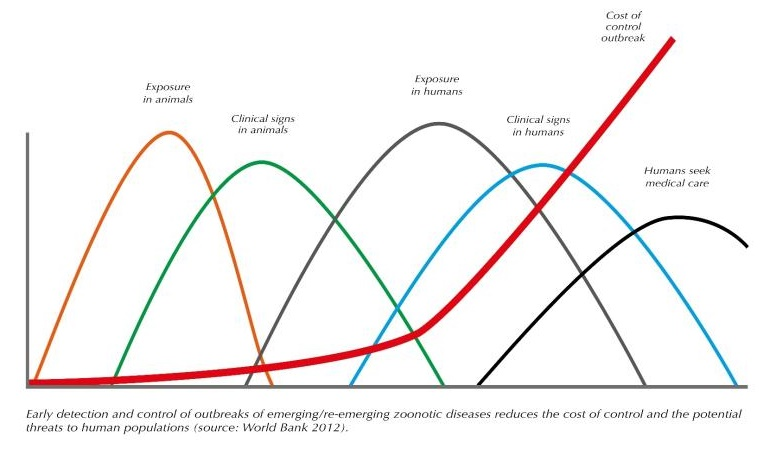 Cost of
control
outbreak
Exposure
in animals
Clinical signs
in animals
Exposure
in humans
Clinical signs
in humans
Humans seek
medical care
Early detection and control of outbreaks of emerging/re-emerging zoonotic diseases reduces the cost of control and the potential
threats to human populations (source: World Bank 2012).